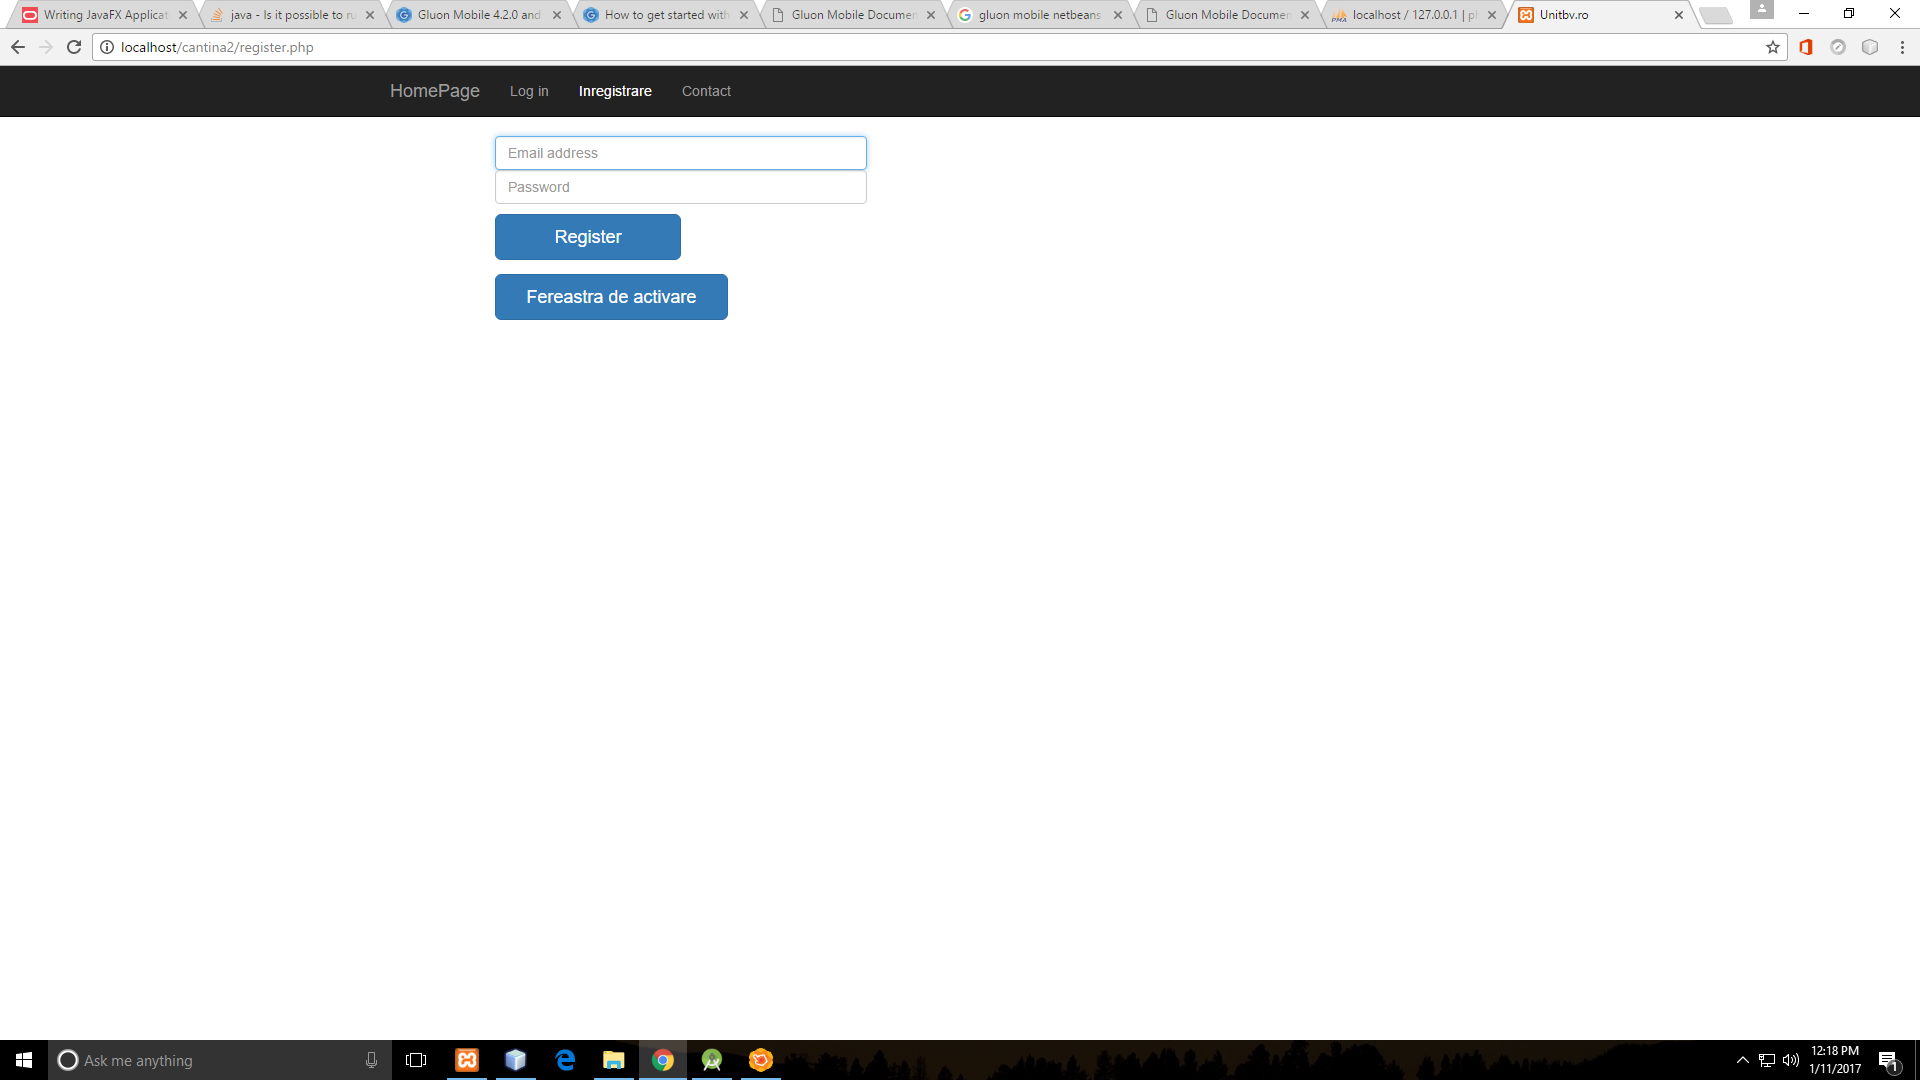 Writing JavaFX Applicat
java - Is it possible to ru
Gluon Mobile 4.2.0 and
How to get started with
Gluon Mobile Documen
gluon mobile netbeans
Gluon Mobile Documen
localhost / 127.0.0.1 | ph
Unitbv.ro
localhost/cantina2/register.php
HomePage
Log in
Inregistrare
Contact
Email address
Password
Register
Fereastra de activare
Ask me anything
12:18 PM
1/11/2017
1